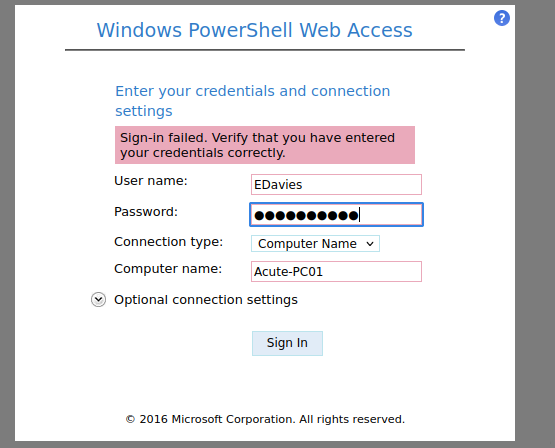 Windows PowerShell Web Access
?
Enter your credentials and connection
settings
Sign-in failed. Verify that you have entered
your credentials correctly.
User name:
EDavies
Password:
●●●●●●●●●●
Connection type:
Computer Name
Computer name:
Acute-PC01
Optional connection settings
Sign In
© 2016 Microsoft Corporation. All rights reserved.